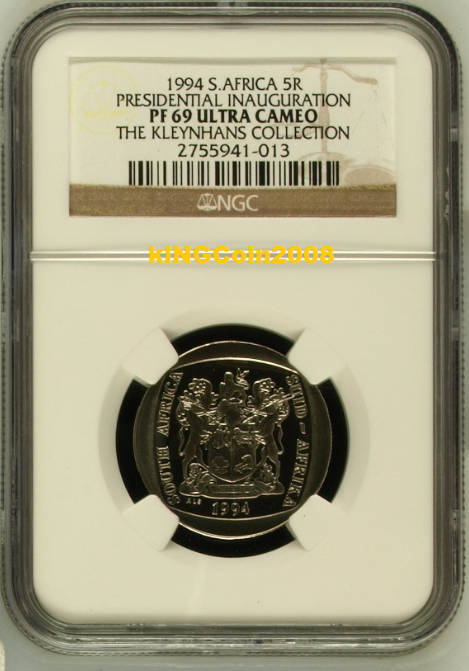 1994 S.AFRICA 5R
PRESIDENTIAL INAUGURATION
PF 69 ULTRA CAMEO
THE KLEYNHANS COLLECTION
2755941-013
NGC
kINGCoin2008
SOUTH AFRICA
SUID-AFRIKA
ALS
1994